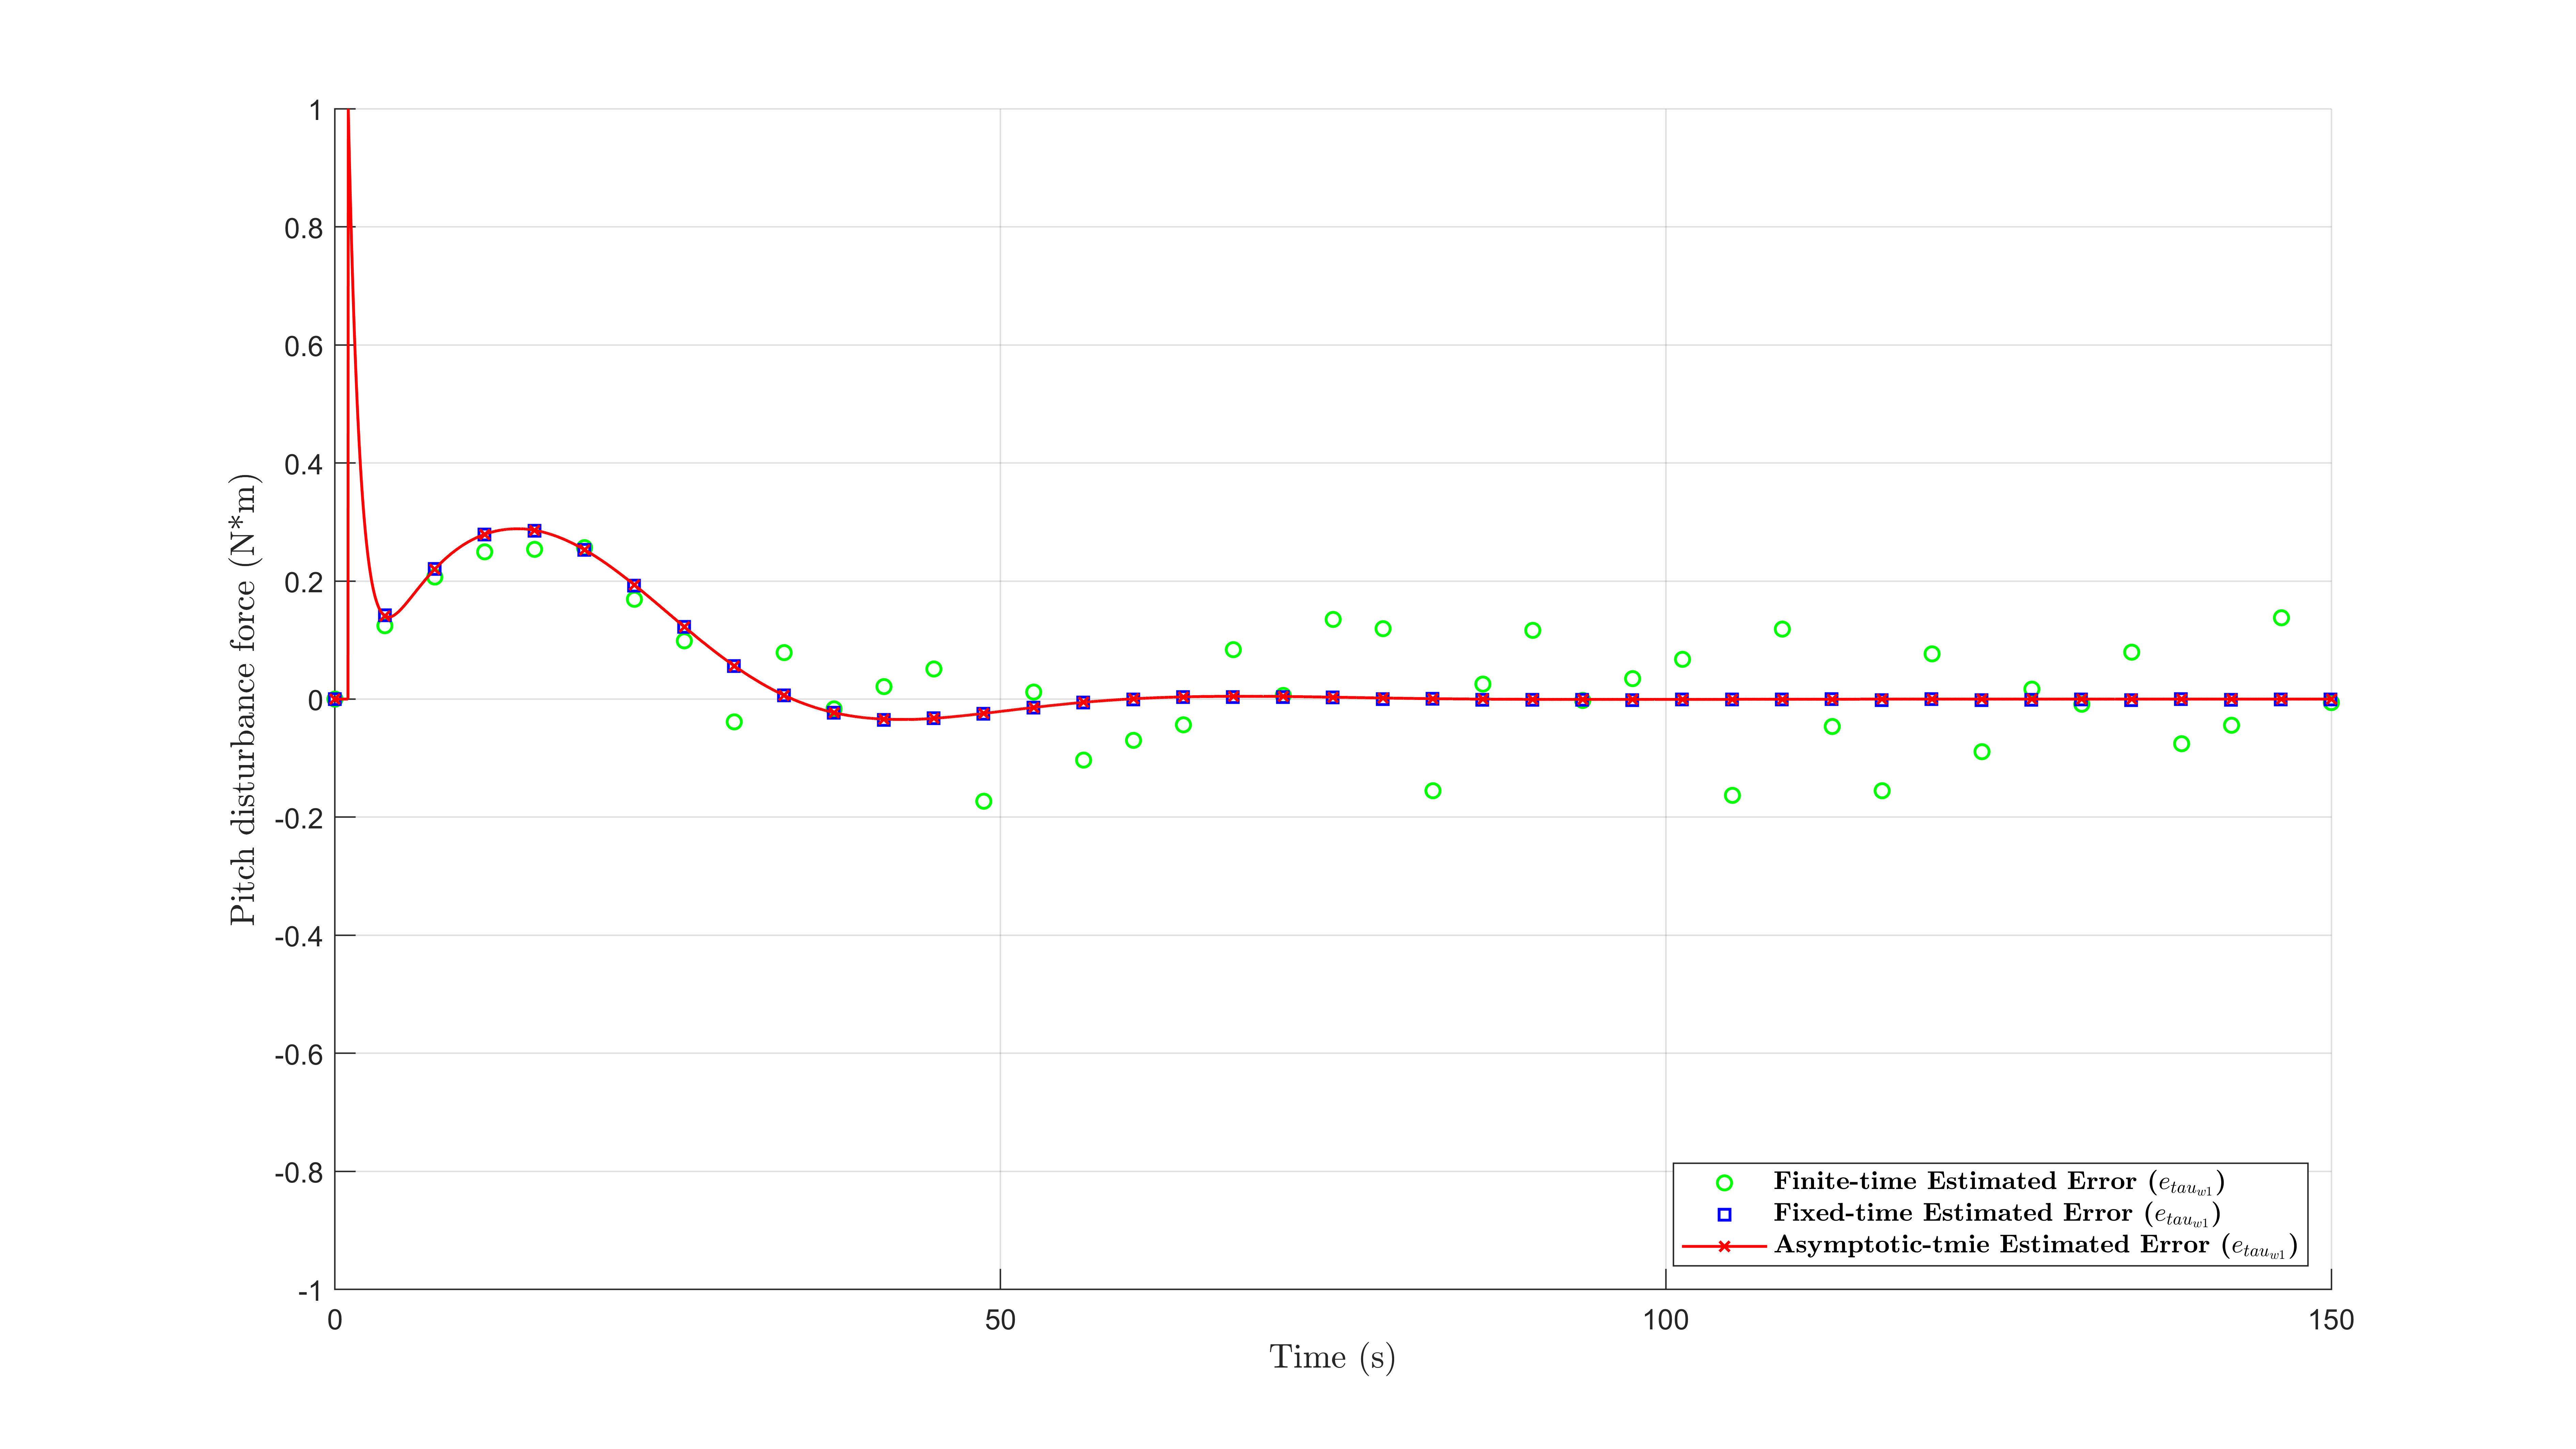 1
0.8
0.6
0.4
0.2
0
-0.2
-0.4
-0.6
-0.8
-1
Pitch disturbance force (N*m)
0 50 100 150
Time (s)
Finite-time Estimated Error (e_{tau_{w1}})
Fixed-time Estimated Error (e_{tau_{w1}})
Asymptotic-tmie Estimated Error (e_{tau_{w1}})